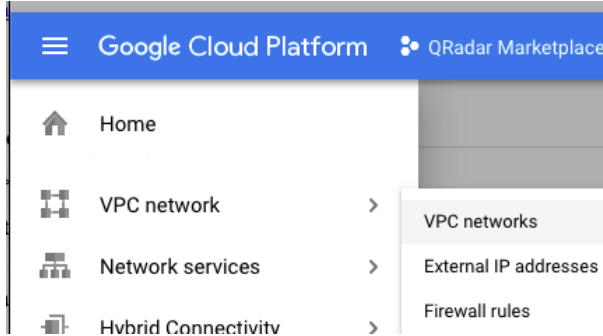 Google Cloud Platform QRadar Marketplace
Home
VPC network
VPC networks
Network services
External IP addresses
Firewall rules
Hybrid Connectivity